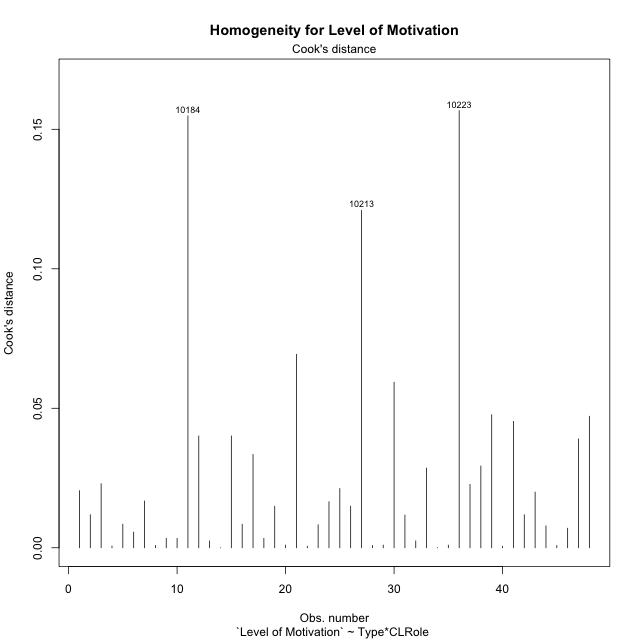 Homogeneity for Level of Motivation
Cook's distance
10184
10223
10213
Cook's distance
0.15
0.10
0.05
0.00
0 10 20 30 40
Obs. number
`Level of Motivation` ~ Type*CLRole